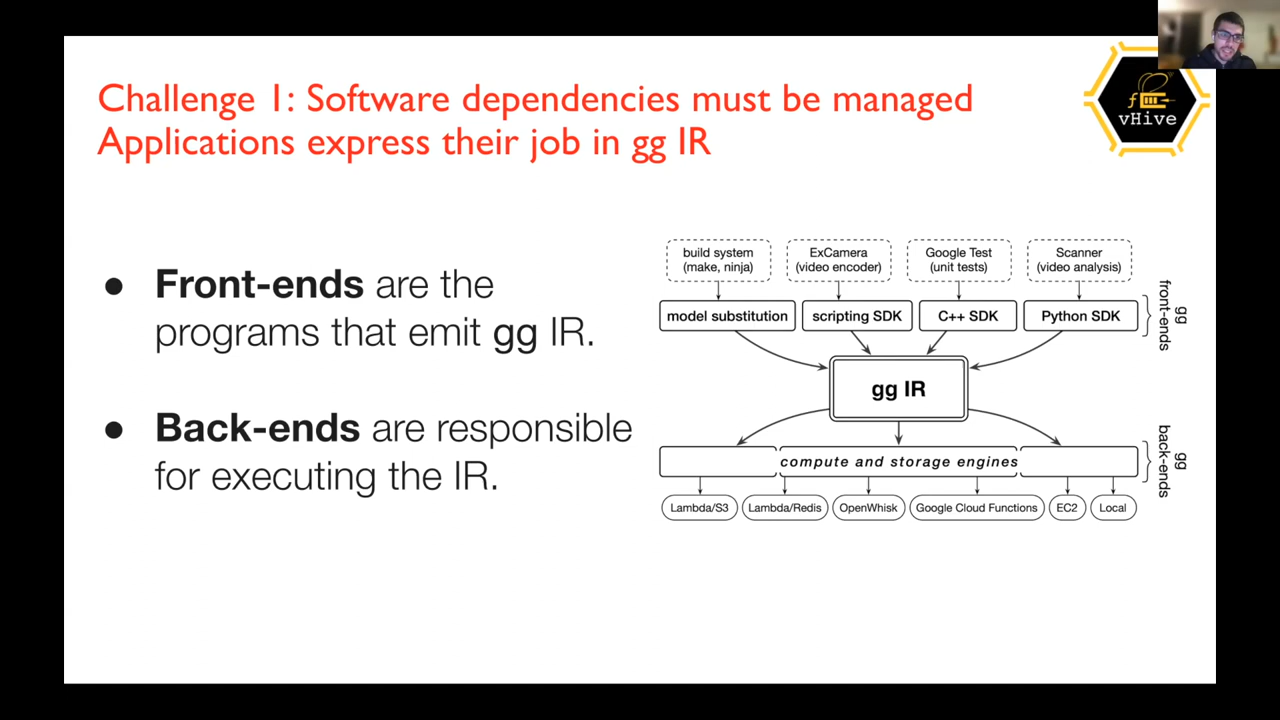 Challenge 1: Software dependencies must be managed
Applications express their job in gg IR
vHive
● Front-ends are the
programs that emit gg IR.
● Back-ends are responsible
for executing the IR.
build system
(make, ninja)
ExCamera
(video encoder)
Google Test
(unit tests)
Scanner
(video analysis)
model substitution
scripting SDK
C++ SDK
Python SDK
gg
front-ends
gg IR
compute and storage engines
gg
back-ends
Lambda/S3
Lambda/Redis
OpenWhisk
Google Cloud Functions
EC2
Local